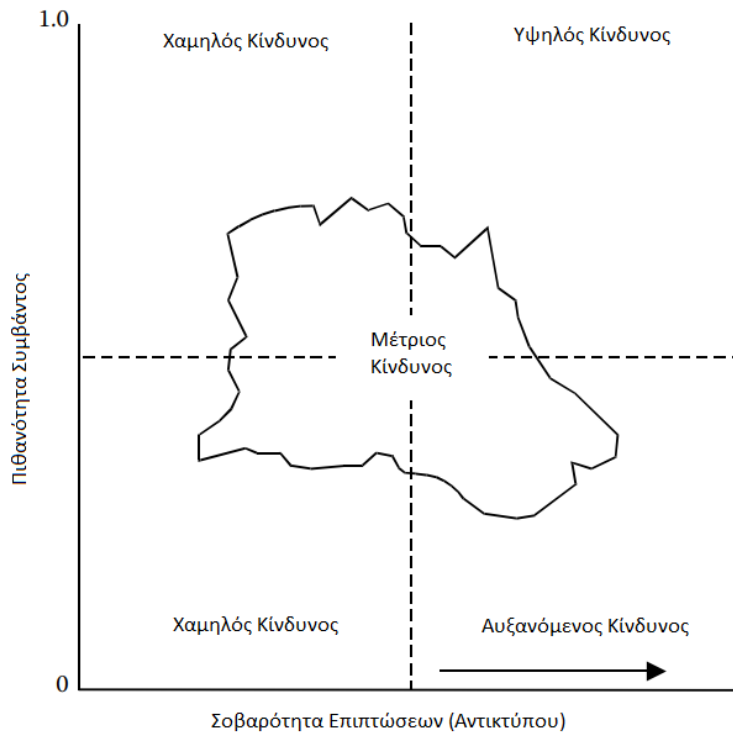 1.0
Χαμηλός Κίνδυνος
Υψηλός Κίνδυνος
Πιθανότητα Συμβάντος
Μέτριος
Κίνδυνος
Χαμηλός Κίνδυνος
Αυξανόμενος Κίνδυνος
0
Σοβαρότητα Επιπτώσεων (Αντικτύπου)